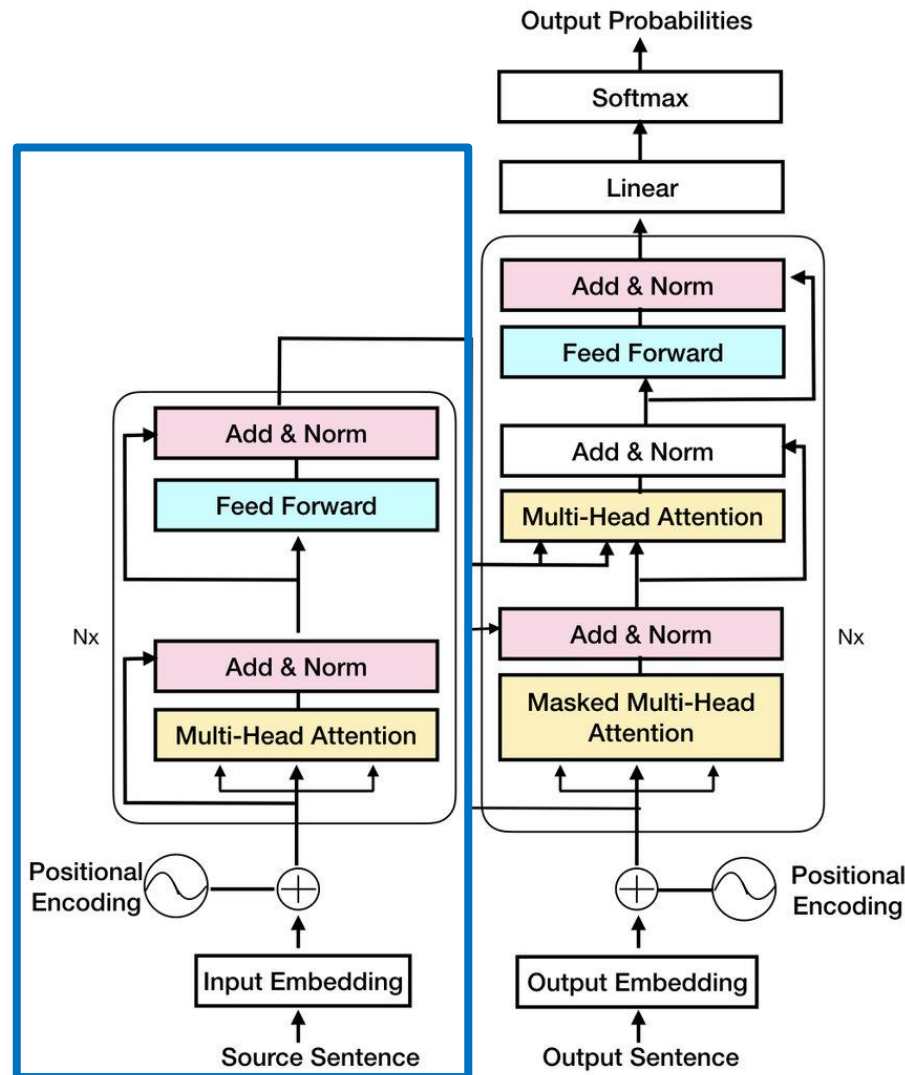 Output Probabilities
Softmax
Linear
Add & Norm
Feed Forward
Add & Norm
Multi-Head Attention
Add & Norm
Masked Multi-Head
Attention
Nx
Positional
Encoding
Output Embedding
Output Sentence
Add & Norm
Feed Forward
Add & Norm
Multi-Head Attention
Nx
Positional
Encoding
Input Embedding
Source Sentence